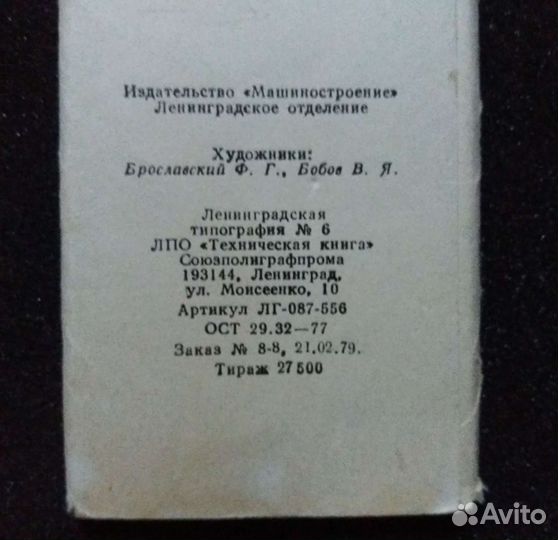 Издательство «Машиностроение»
Ленинградское отделение
Художники:
Брославский Ф. Г., Бобов В. Я.
Ленинградская
типография № 6
ЛПО «Техническая книга»
Союзполиграфпрома
193144, Ленинград,
ул. Моисеенко, 10
Артикул ЛГ-087-556
ОСТ 29.32—77
Заказ № 8-8, 21.02.79.
Тираж 27 500
Avito